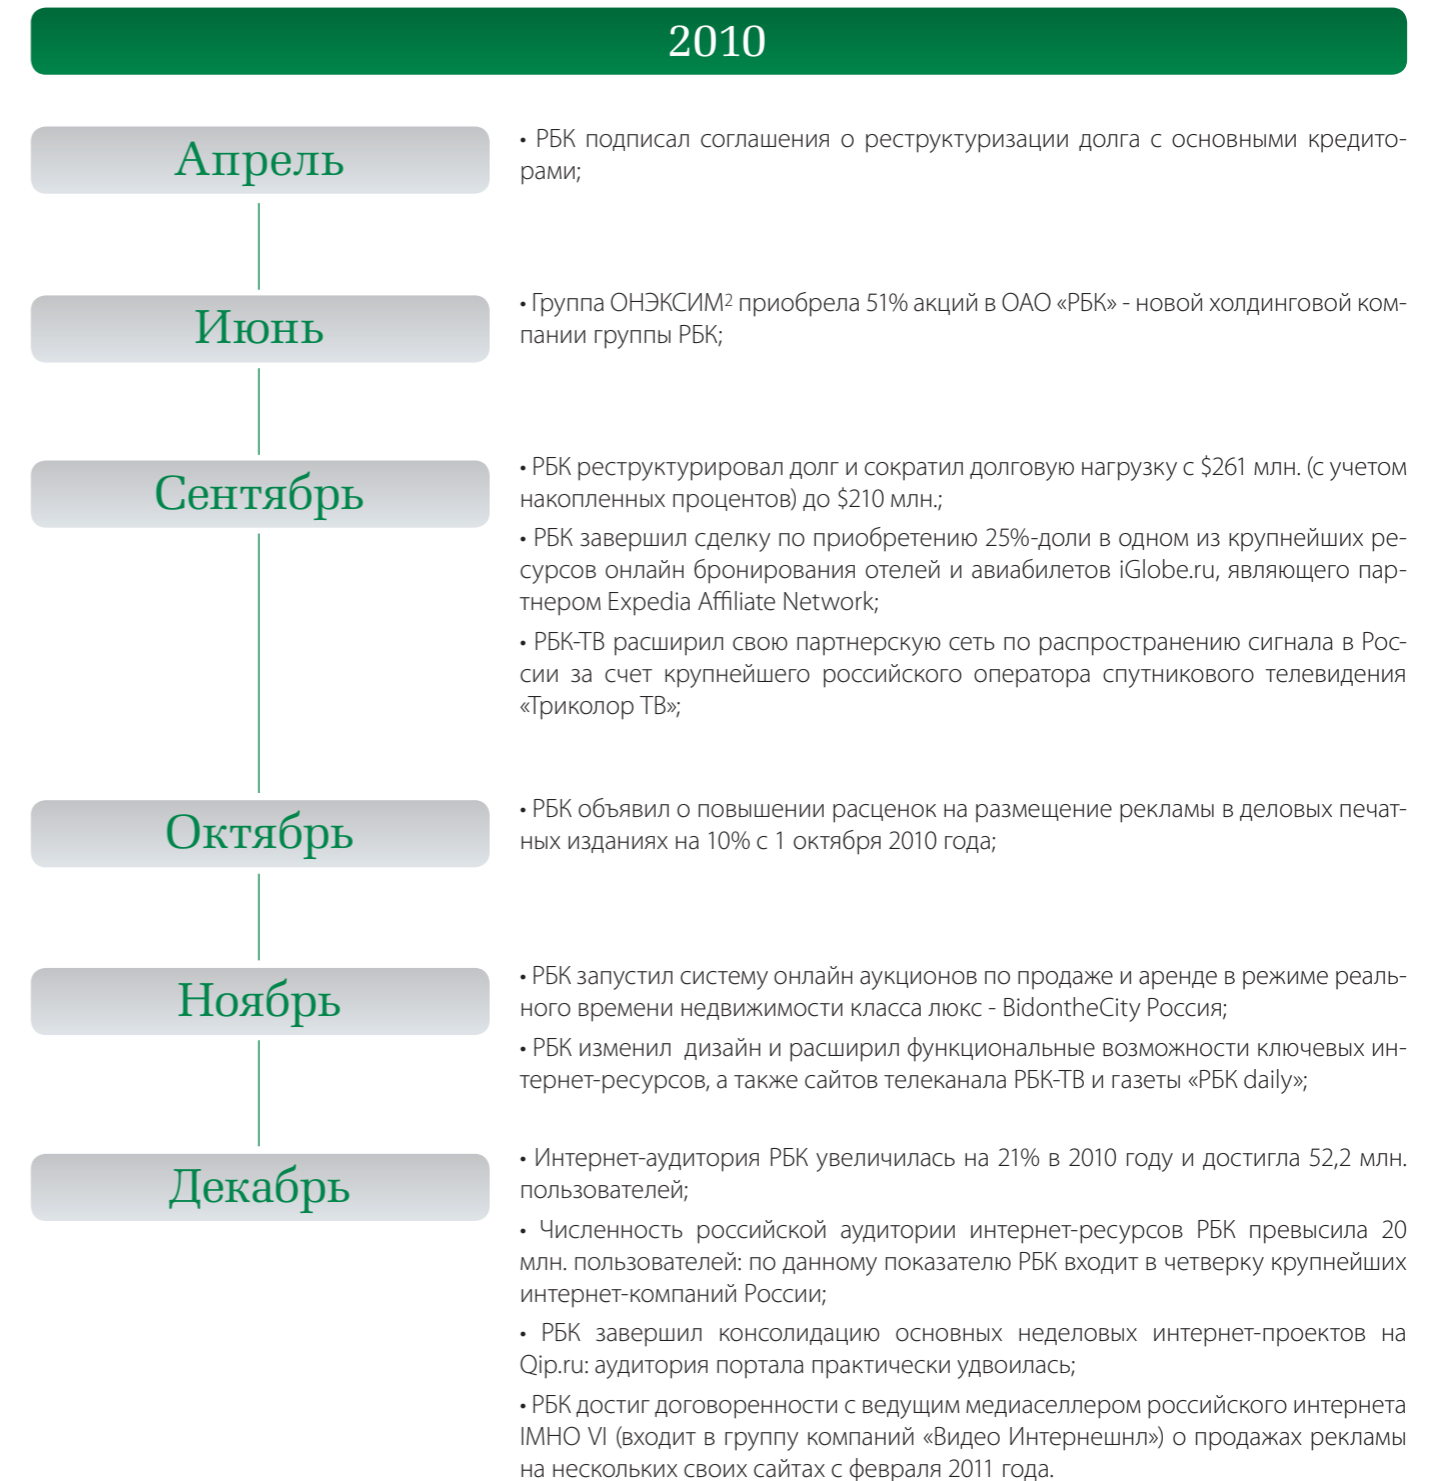 2010
Апрель
• РБК подписал соглашения о реструктуризации долга с основными кредито-
рами;
Июнь
• Группа ОНЭКСИМ2 приобрела 51% акций в ОАО «РБК» - новой холдинговой ком-
пании группы РБК;
Сентябрь
• РБК реструктурировал долг и сократил долговую нагрузку с $261 млн. (с учетом
накопленных процентов) до $210 млн.;
• РБК завершил сделку по приобретению 25%-доли в одном из крупнейших ре-
сурсов онлайн бронирования отелей и авиабилетов iGlobe.ru, являющего пар-
тнером Expedia Affiliate Network;
• РБК-ТВ расширил свою партнерскую сеть по распространению сигнала в Рос-
сии за счет крупнейшего российского оператора спутникового телевидения
«Триколор ТВ»;
Октябрь
• РБК объявил о повышении расценок на размещение рекламы в деловых печат-
ных изданиях на 10% с 1 октября 2010 года;
Ноябрь
• РБК запустил систему онлайн аукционов по продаже и аренде в режиме реаль-
ного времени недвижимости класса люкс - BidontheCity Россия;
• РБК изменил дизайн и расширил функциональные возможности ключевых ин-
тернет-ресурсов, а также сайтов телеканала РБК-ТВ и газеты «РБК daily»;
Декабрь
• Интернет-аудитория РБК увеличилась на 21% в 2010 году и достигла 52,2 млн.
пользователей;
• Численность российской аудитории интернет-ресурсов РБК превысила 20
млн. пользователей: по данному показателю РБК входит в четверку крупнейших
интернет-компаний России;
• РБК завершил консолидацию основных неделовых интернет-проектов на
Qip.ru: аудитория портала практически удвоилась;
• РБК достиг договоренности с ведущим медиаселлером российского интернета
IMHO VI (входит в группу компаний «Видео Интернешнл») о продажах рекламы
на нескольких своих сайтах с февраля 2011 года.